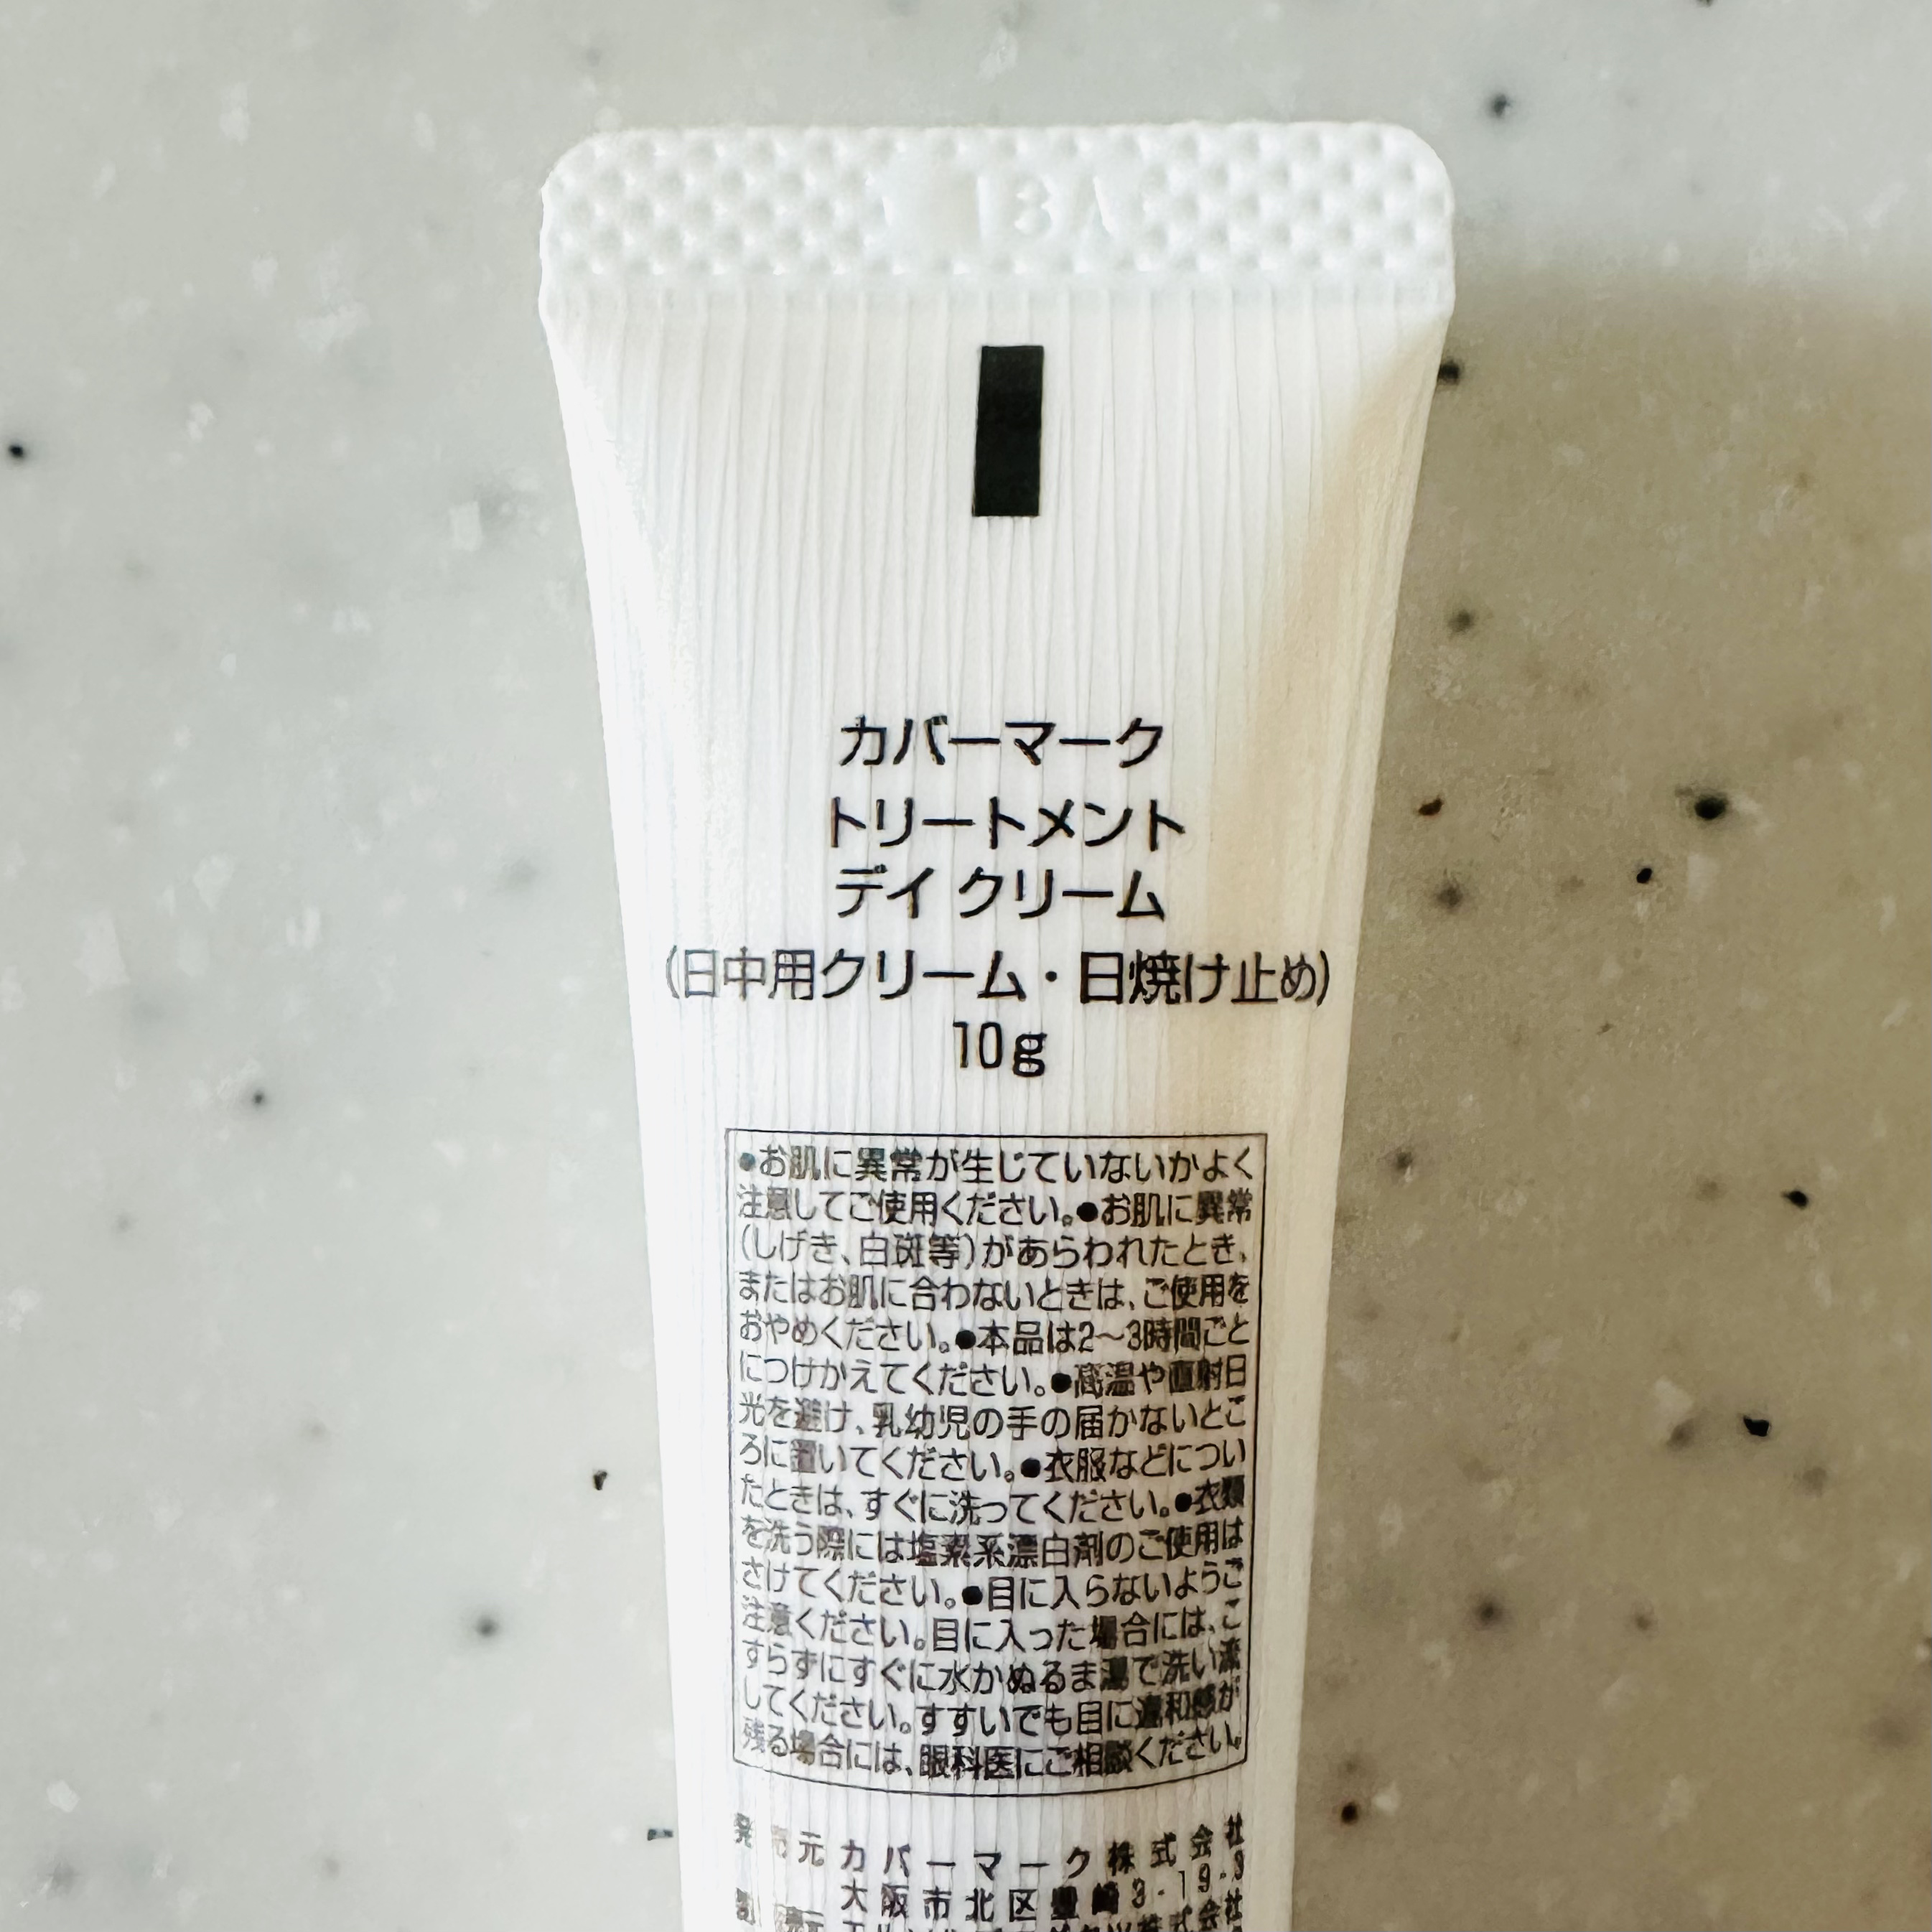 13A
カバーマーク
トリートメント
デイ クリーム
(日中用クリーム・日焼け止め)
10g
●お肌に異常が生じていないかよく
注意してご使用ください。●お肌に異常
(しげき、白斑等)があらわれたとき、
またはお肌に合わないときは、ご使用を
おやめください。●本品は2〜3時間ごと
につけかえてください。●高温や直射日
光を避け、乳幼児の手の届かないとこ
ろに置いてください。●衣服などについ
たときは、すぐに洗ってください。●衣類
を洗う際には塩素系漂白剤のご使用は
さけてください。●目に入らないようご
注意ください。目に入った場合には、こ
すらずにすぐに水かぬるま湯で洗い流
してください。すすいでも目に違和感が
残る場合には、眼科医にご相談ください。
発売元 カバーマーク株式会社
大阪市北区豊崎3-19-3
株式会社